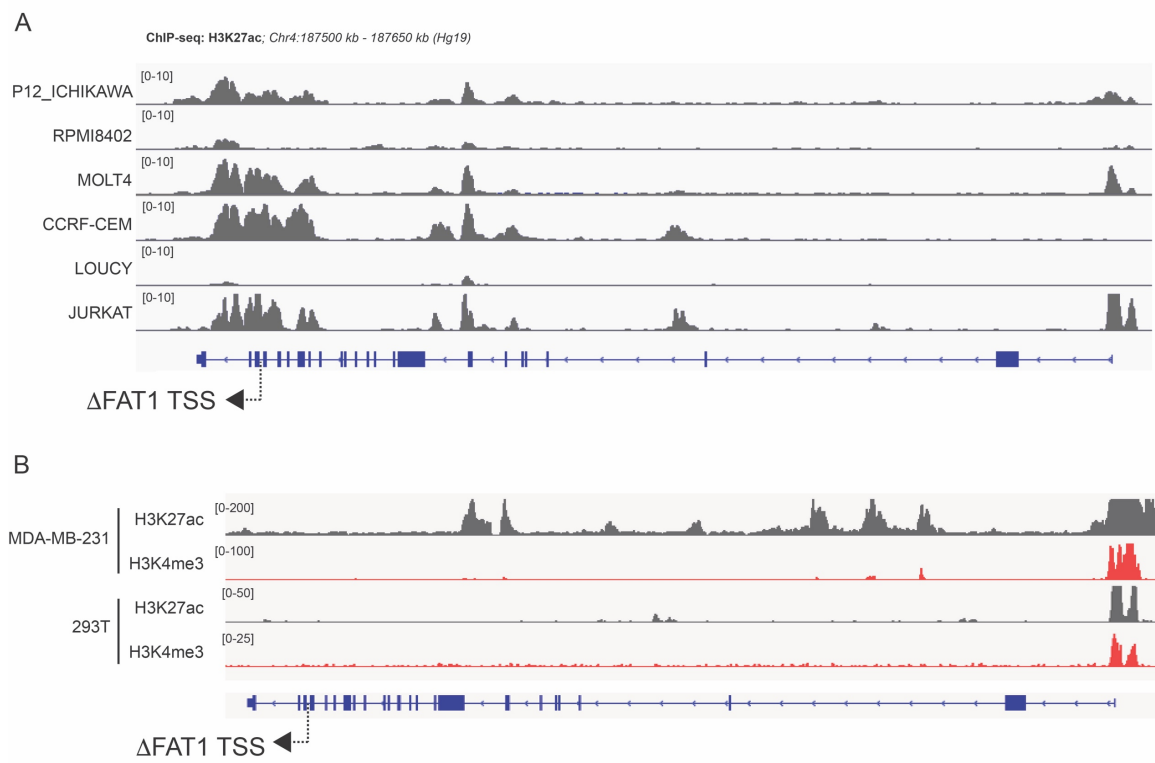 A
ChIP-seq: H3K27ac; Chr4:187500 kb - 187650 kb (Hg19)
P12_ICHIKAWA [0-10]
RPMI8402 [0-10]
MOLT4 [0-10]
CCRF-CEM [0-10]
LOUCY [0-10]
JURKAT [0-10]
ΔFAT1 TSS
B
MDA-MB-231
H3K27ac [0-200]
H3K4me3 [0-100]
293T
H3K27ac [0-50]
H3K4me3 [0-25]
ΔFAT1 TSS